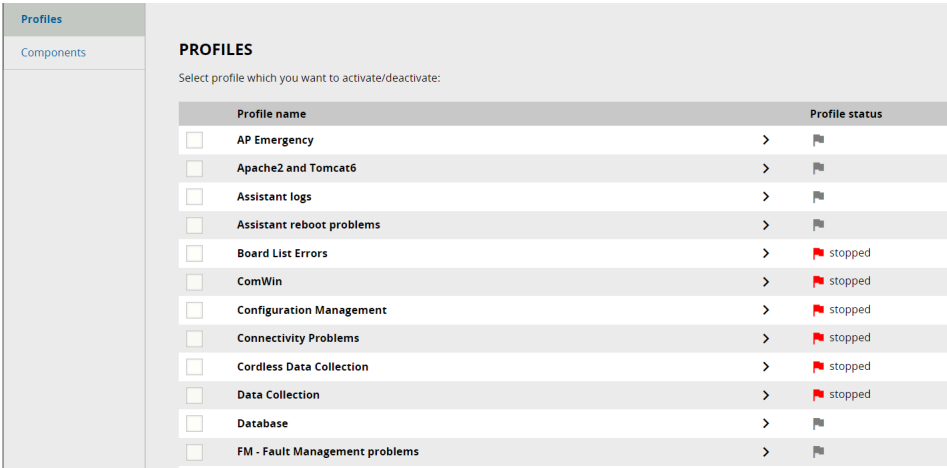 Profiles
Components
PROFILES
Select profile which you want to activate/deactivate:
Profile name Profile status
AP Emergency
Apache2 and Tomcat6
Assistant logs
Assistant reboot problems
Board List Errors stopped
ComWin stopped
Configuration Management stopped
Connectivity Problems stopped
Cordless Data Collection stopped
Data Collection stopped
Database
FM - Fault Management problems